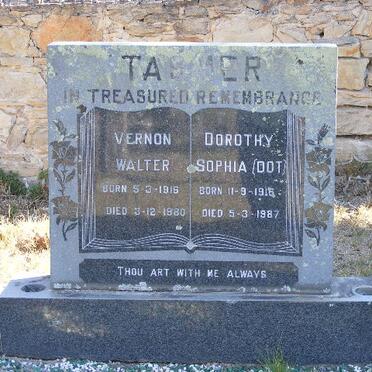 IN TREASURED REMEMBRANCE
VERNON
WALTER
BORN 5-3-1916
DIED 3-12-1980
DOROTHY
SOPHIA (DOT)
BORN 11-9-1916
DIED 5-3-1987
THOU ART WITH ME ALWAYS